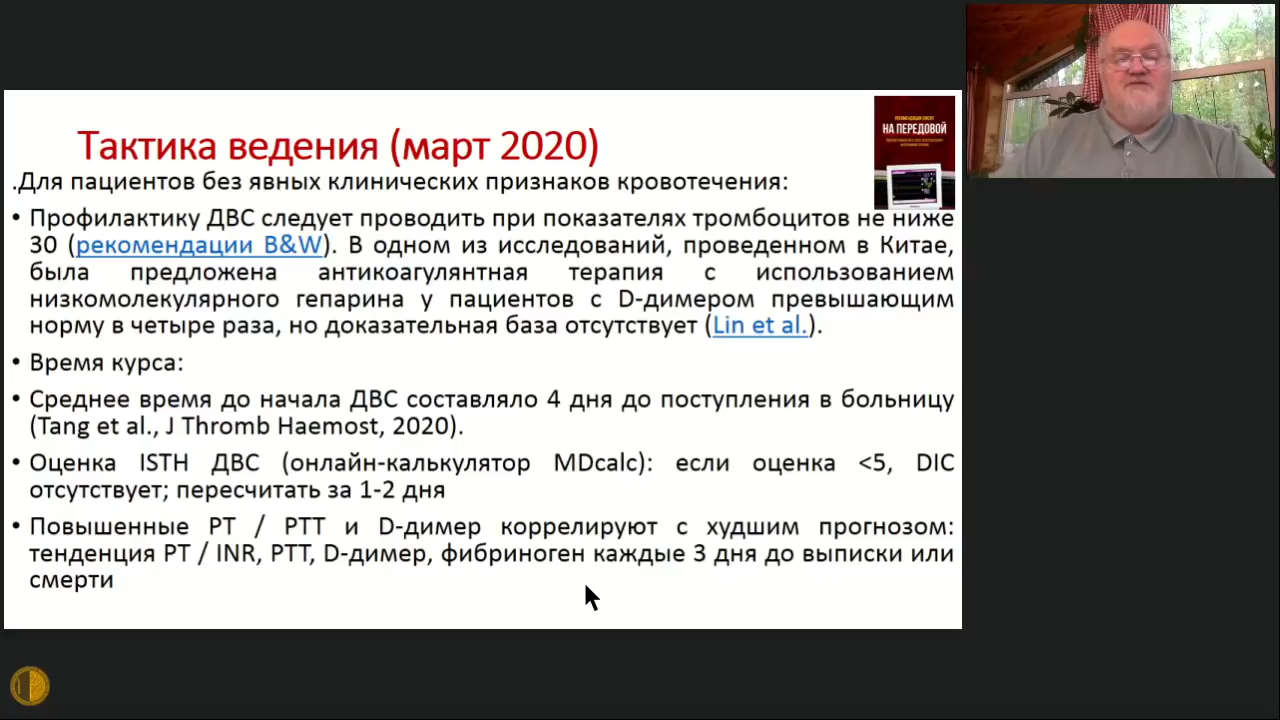 Тактика ведения (март 2020)
.Для пациентов без явных клинических признаков кровотечения:
• Профилактику ДВС следует проводить при показателях тромбоцитов не ниже
30 (рекомендации B&W). В одном из исследований, проведенном в Китае,
была предложена антикоагулянтная терапия с использованием
низкомолекулярного гепарина у пациентов с D-димером превышающим
норму в четыре раза, но доказательная база отсутствует (Lin et al.).
• Время курса:
• Среднее время до начала ДВС составляло 4 дня до поступления в больницу
(Tang et al., J Thromb Haemost, 2020).
• Оценка ISTH ДВС (онлайн-калькулятор MDcalc): если оценка <5, DIC
отсутствует; пересчитать за 1-2 дня
• Повышенные PT / PTT и D-димер коррелируют с худшим прогнозом:
тенденция PT / INR, PTT, D-димер, фибриноген каждые 3 дня до выписки или
смерти
НА ПЕРЕДОВОЙ